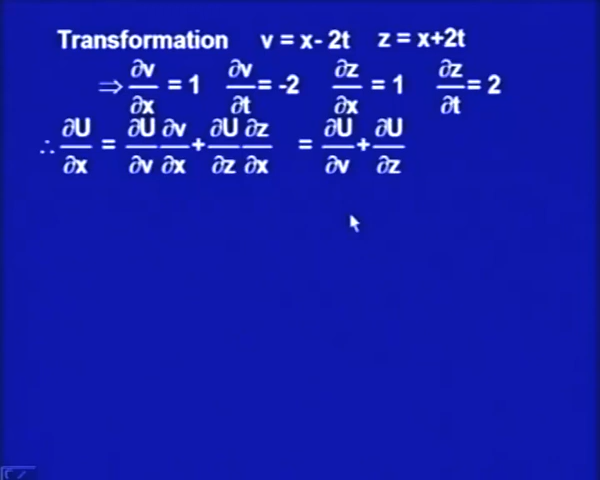 Transformation v = x- 2t z = x+2t
⇒ ∂v/∂x = 1 ∂v/∂t = -2 ∂z/∂x = 1 ∂z/∂t = 2
∴ ∂U/∂x = ∂U/∂v ∂v/∂x + ∂U/∂z ∂z/∂x = ∂U/∂v + ∂U/∂z